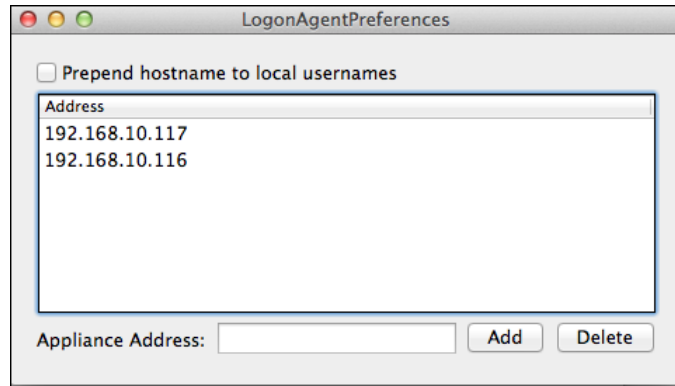 LogonAgentPreferences
Prepend hostname to local usernames
Address
192.168.10.117
192.168.10.116
Appliance Address: Add Delete